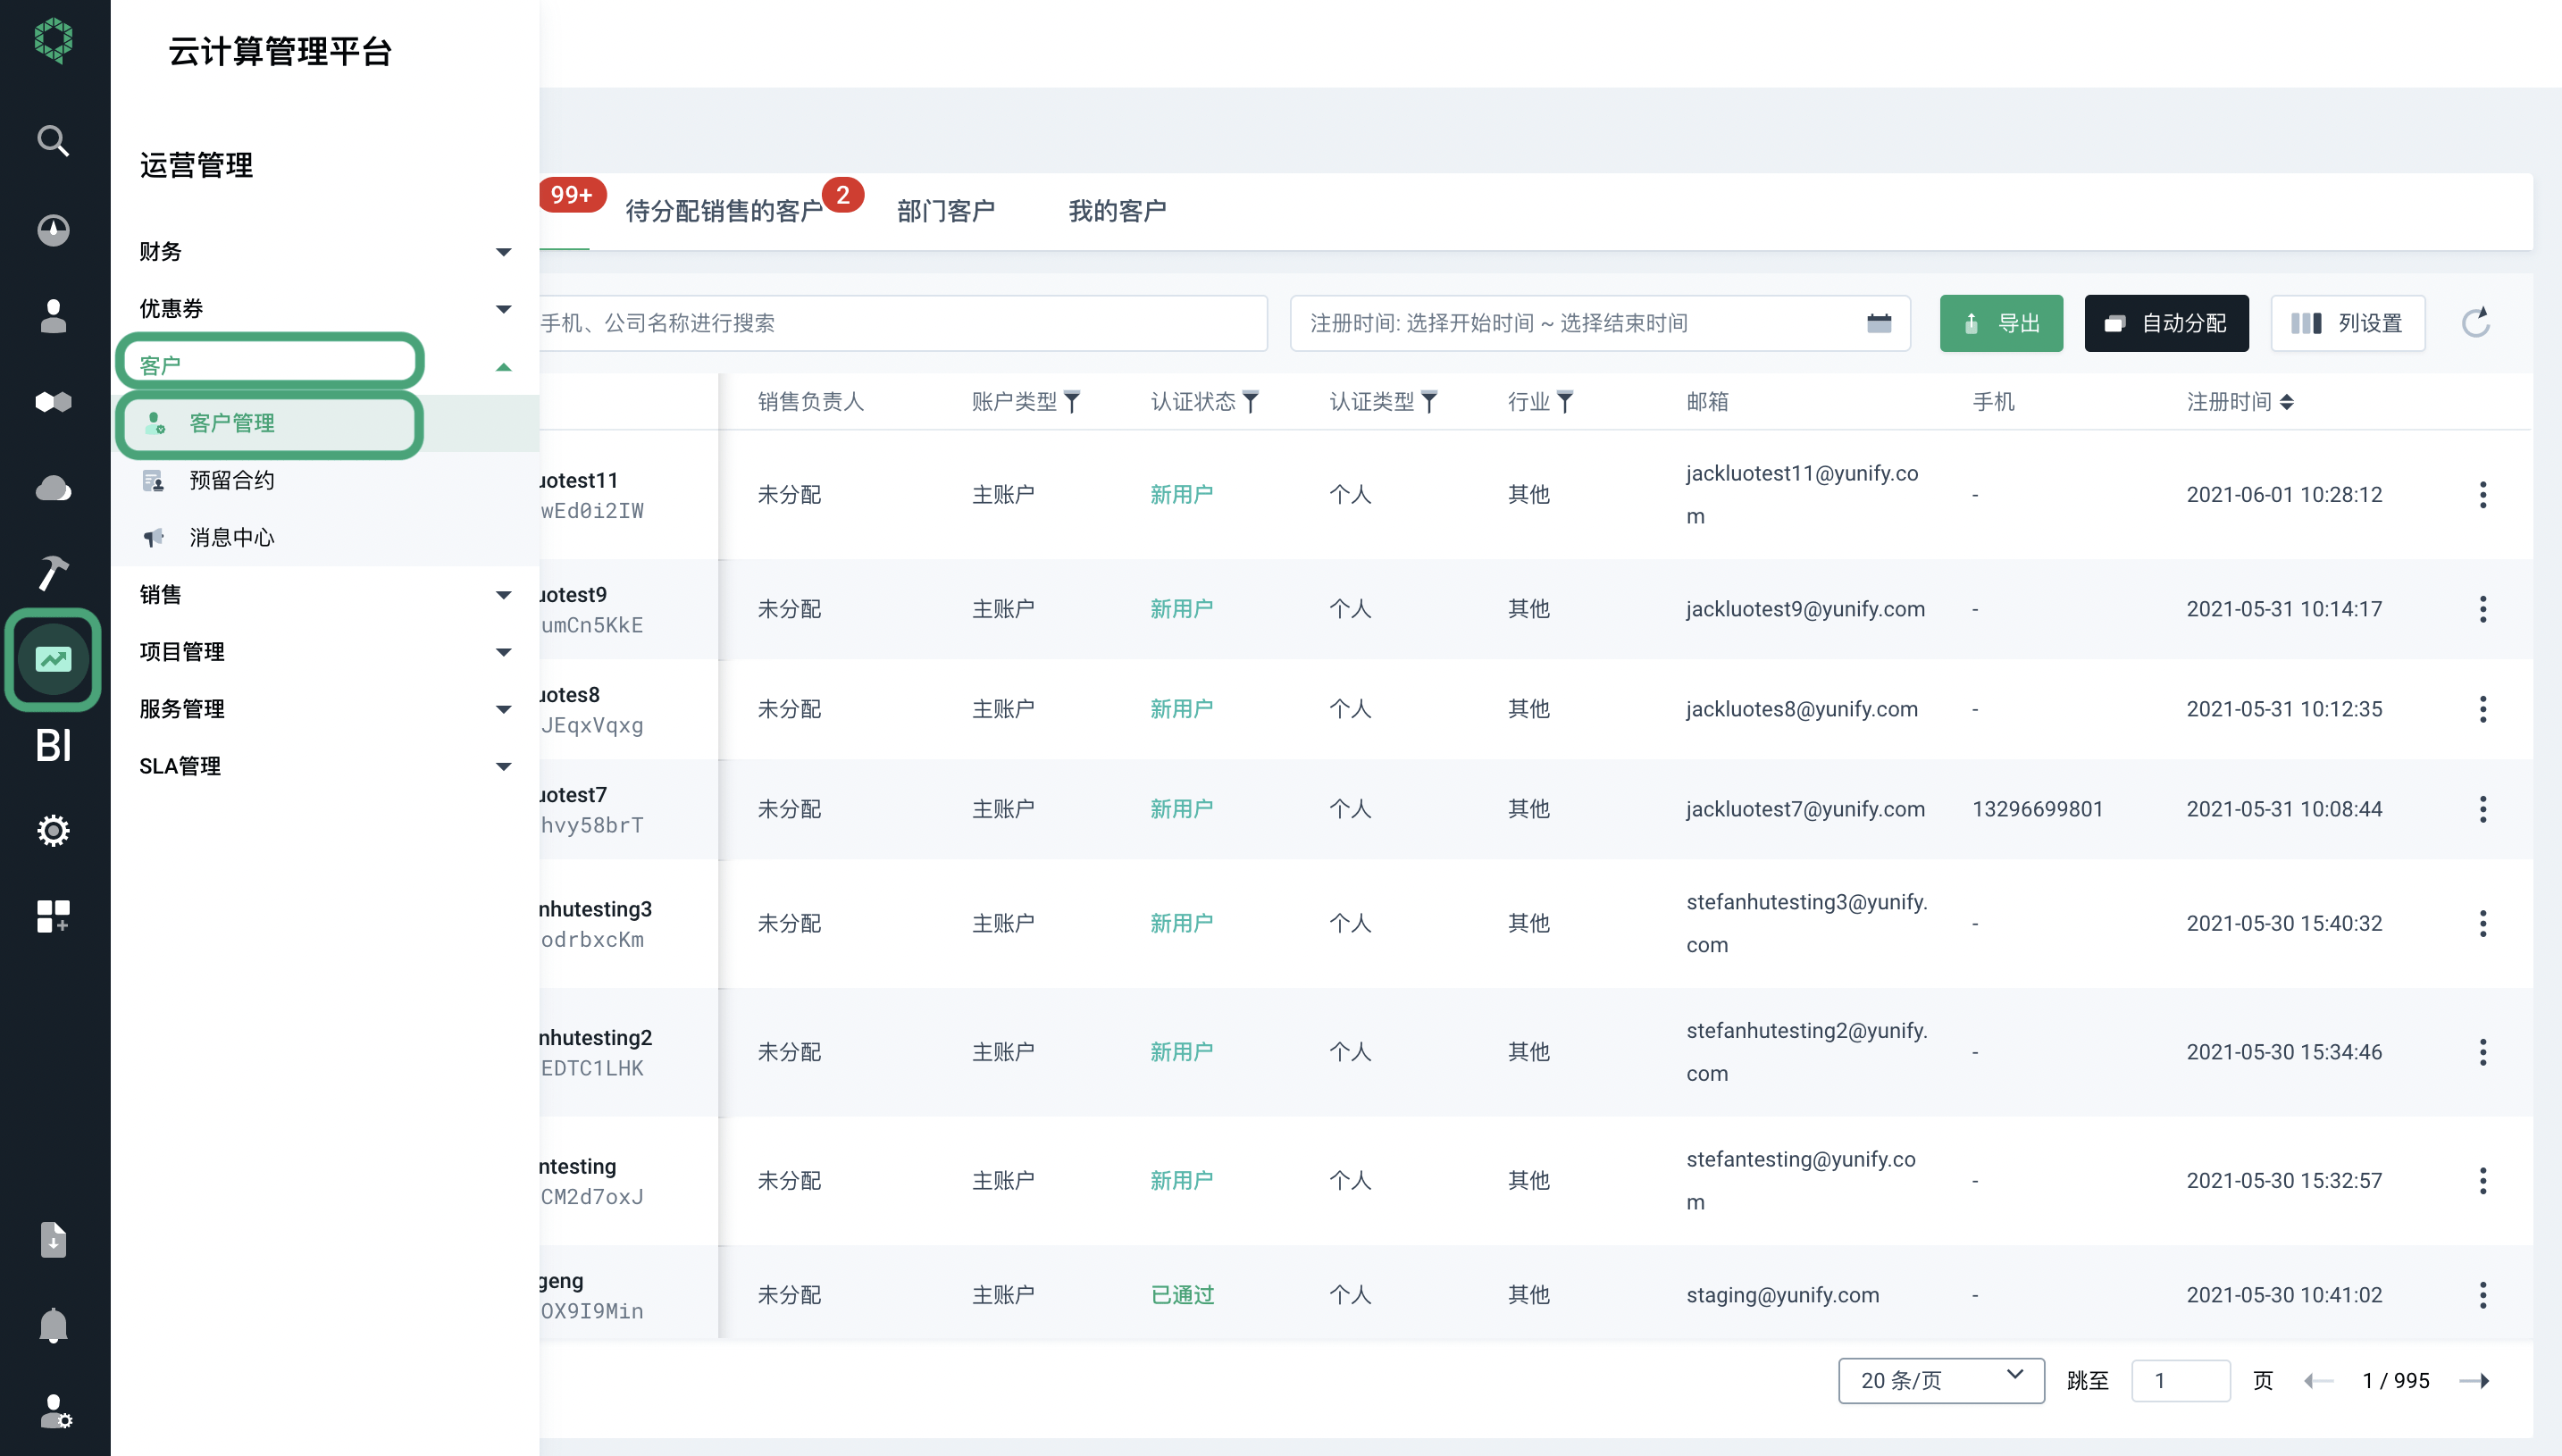 云计算管理平台
运营管理
财务
优惠券
客户
客户管理
预留合约
消息中心
销售
项目管理
服务管理
SLA管理
BI
99+
待分配销售的客户
2
部门客户
我的客户
手机、公司名称进行搜索
注册时间: 选择开始时间 ~ 选择结束时间
导出
自动分配
列设置
销售负责人 账户类型 认证状态 认证类型 行业 邮箱 手机 注册时间
uotest11
wEd0i2IW
未分配 主账户 新用户 个人 其他
jackluotest11@yunify.co
m
- 2021-06-01 10:28:12
uotest9
umCn5KkE
未分配 主账户 新用户 个人 其他 jackluotest9@yunify.com - 2021-05-31 10:14:17
uotes8
JEqxVqxg
未分配 主账户 新用户 个人 其他 jackluotes8@yunify.com - 2021-05-31 10:12:35
uotest7
hvy58brT
未分配 主账户 新用户 个人 其他 jackluotest7@yunify.com 13296699801 2021-05-31 10:08:44
nhutesting3
odrbxcKm
未分配 主账户 新用户 个人 其他
stefanhutesting3@yunify.
com
- 2021-05-30 15:40:32
nhutesting2
EDTC1LHK
未分配 主账户 新用户 个人 其他
stefanhutesting2@yunify.
com
- 2021-05-30 15:34:46
ntesting
CM2d7oxJ
未分配 主账户 新用户 个人 其他
stefantesting@yunify.co
m
- 2021-05-30 15:32:57
geng
OX9I9Min
未分配 主账户 已通过 个人 其他 staging@yunify.com - 2021-05-30 10:41:02
20 条/页 跳至 1 页 1 / 995